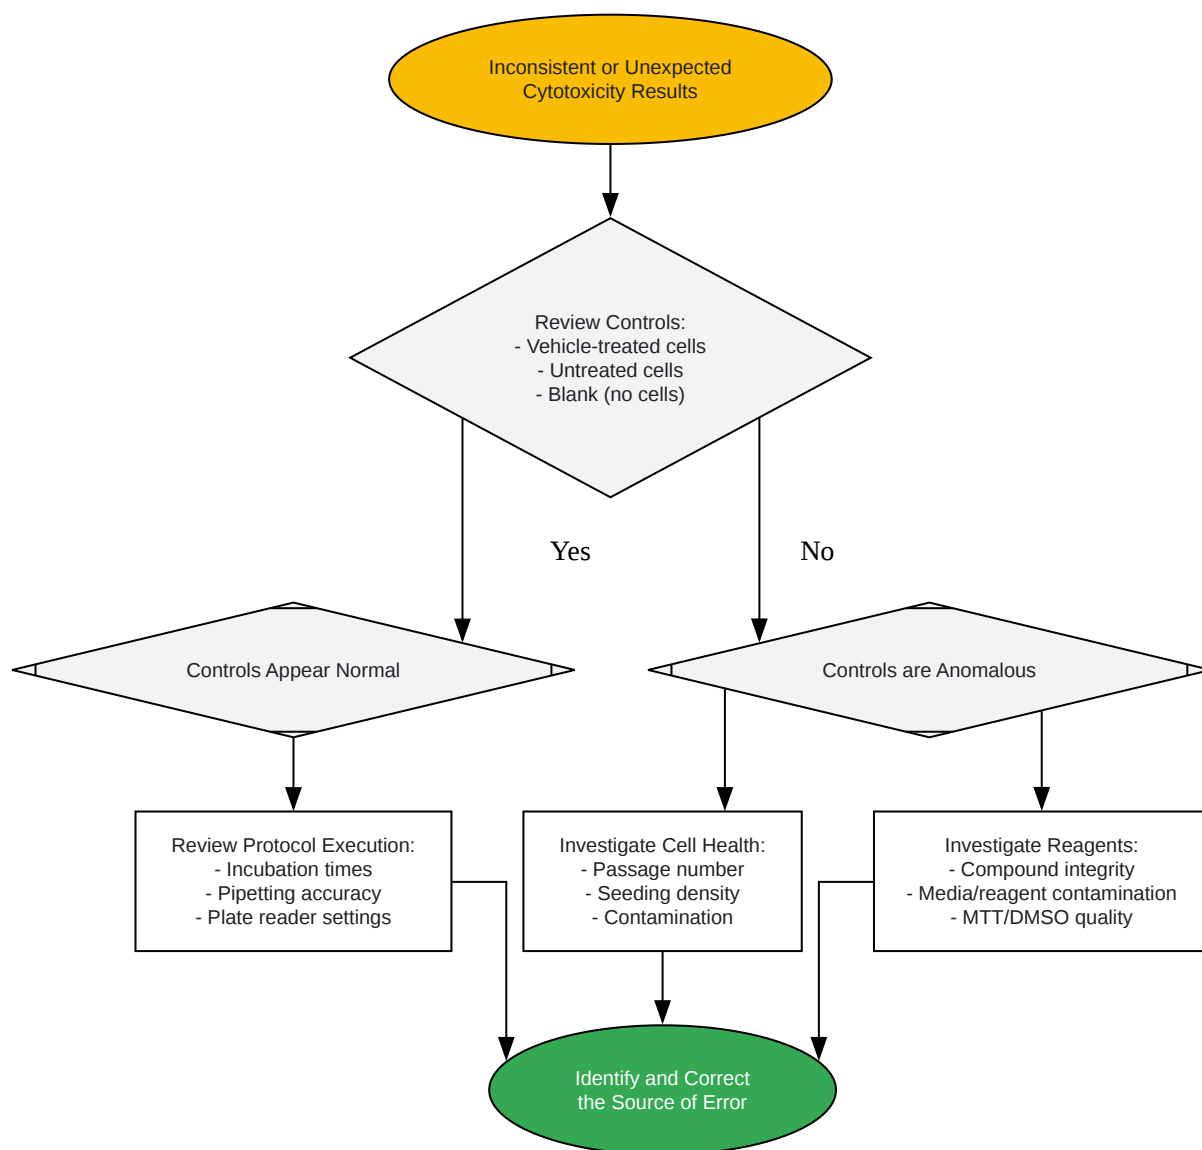 Inconsistent or Unexpected
Cytotoxicity Results
Review Controls:
- Vehicle-treated cells
- Untreated cells
- Blank (no cells)
Yes
No
Controls Appear Normal
Controls are Anomalous
Review Protocol Execution:
- Incubation times
- Pipetting accuracy
- Plate reader settings
Investigate Cell Health:
- Passage number
- Seeding density
- Contamination
Investigate Reagents:
- Compound integrity
- Media/reagent contamination
- MTT/DMSO quality
Identify and Correct
the Source of Error